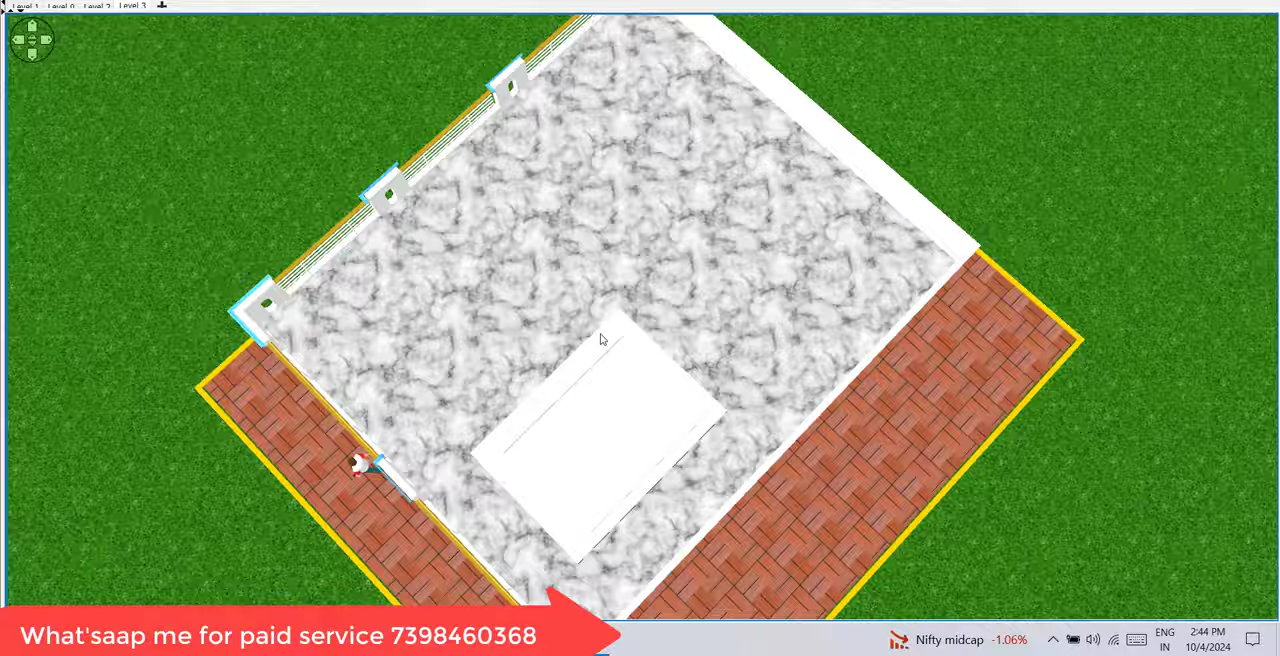 Level 1 Level 0 Level 2 Level 3
What'saap me for paid service 7398460368
Nifty midcap -1.06%
ENG
IN
2:44 PM
10/4/2024